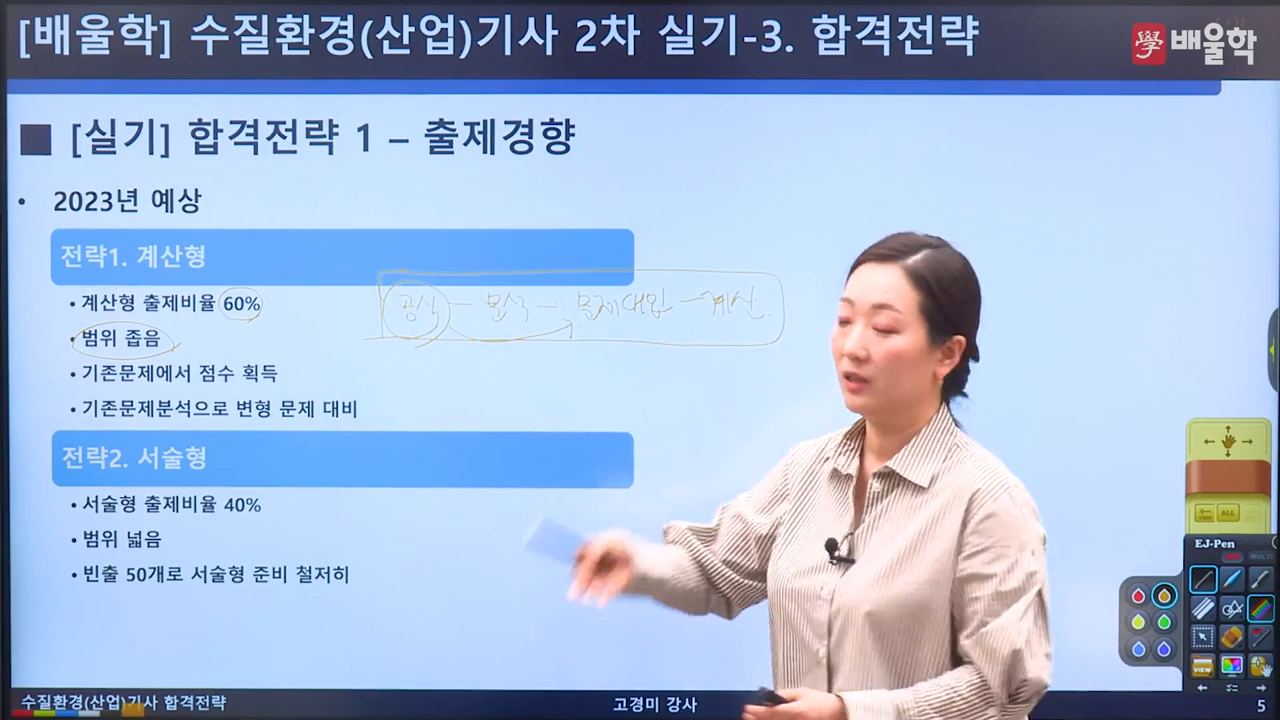 [배울학] 수질환경(산업)기사 2차 실기-3. 합격전략
學 배울학
■ [실기] 합격전략 1 – 출제경향
• 2023년 예상
전략1. 계산형
• 계산형 출제비율 60%
• 범위 좁음
• 기존문제에서 점수 획득
• 기존문제분석으로 변형 문제 대비
공식 - 문제대입 - 계산
전략2. 서술형
• 서술형 출제비율 40%
• 범위 넓음
• 빈출 50개로 서술형 준비 철저히
ALL
EJ-Pen
MULTI
VIEW
수질환경(산업)기사 합격전략
고경미 강사
5